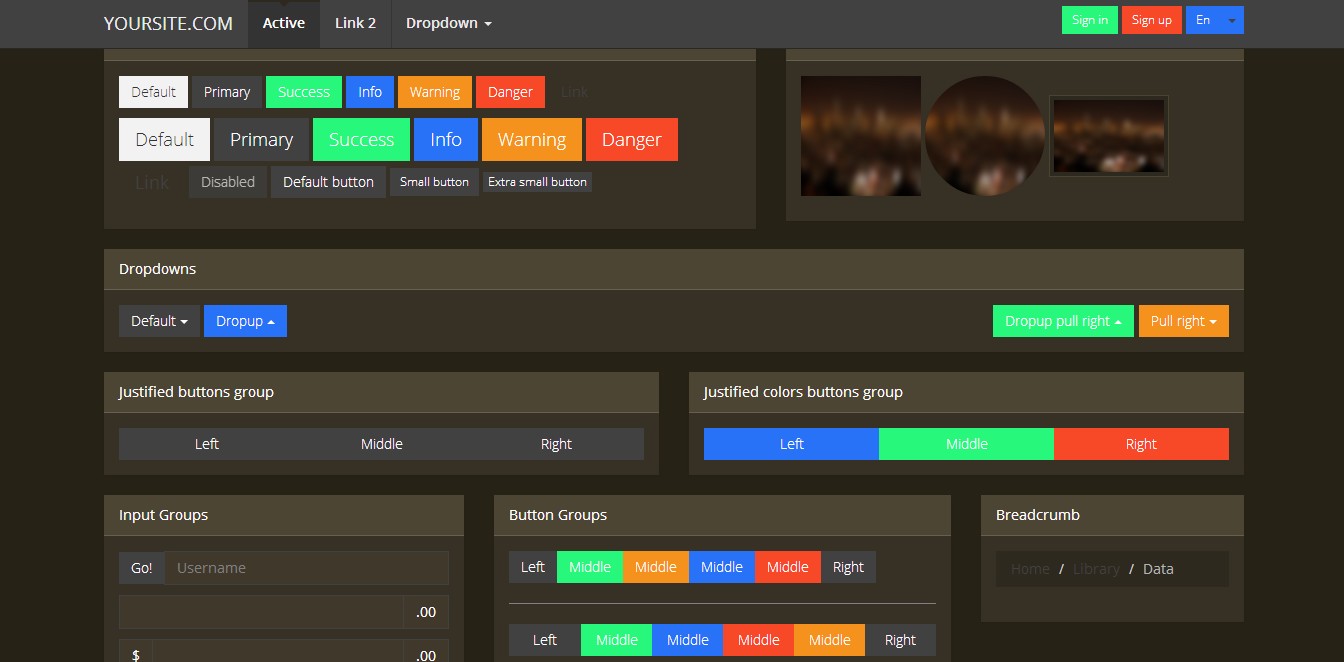 YOURSITE.COM Active Link 2 Dropdown Sign in Sign up En
Default Primary Success Info Warning Danger Link
Default Primary Success Info Warning Danger
Link Disabled Default button Small button Extra small button
Dropdowns
Default Dropup Dropup pull right Pull right
Justified buttons group
Left Middle Right
Justified colors buttons group
Left Middle Right
Input Groups
Go! Username
.00
$ .00
Button Groups
Left Middle Middle Middle Middle Right
Left Middle Middle Middle Middle Right
Breadcrumb
Home / Library / Data